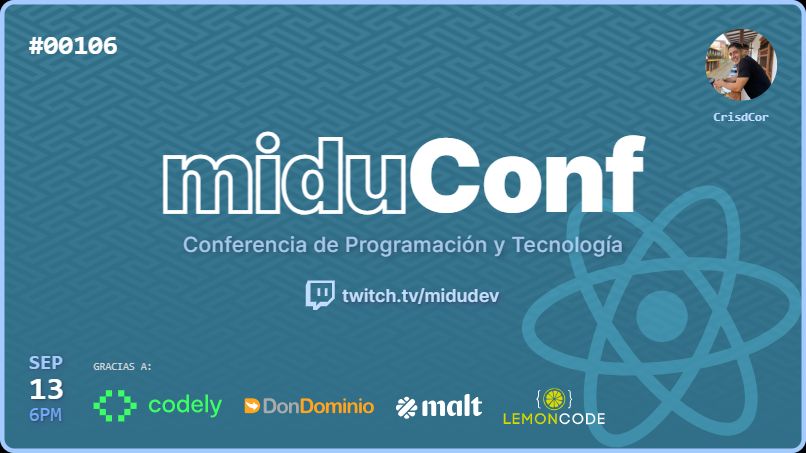 #00106
CrisdCor
miduConf
Conferencia de Programación y Tecnología
twitch.tv/midudev
SEP
13
6PM
GRACIAS A:
codely
DonDominio
malt
LEMONCODE